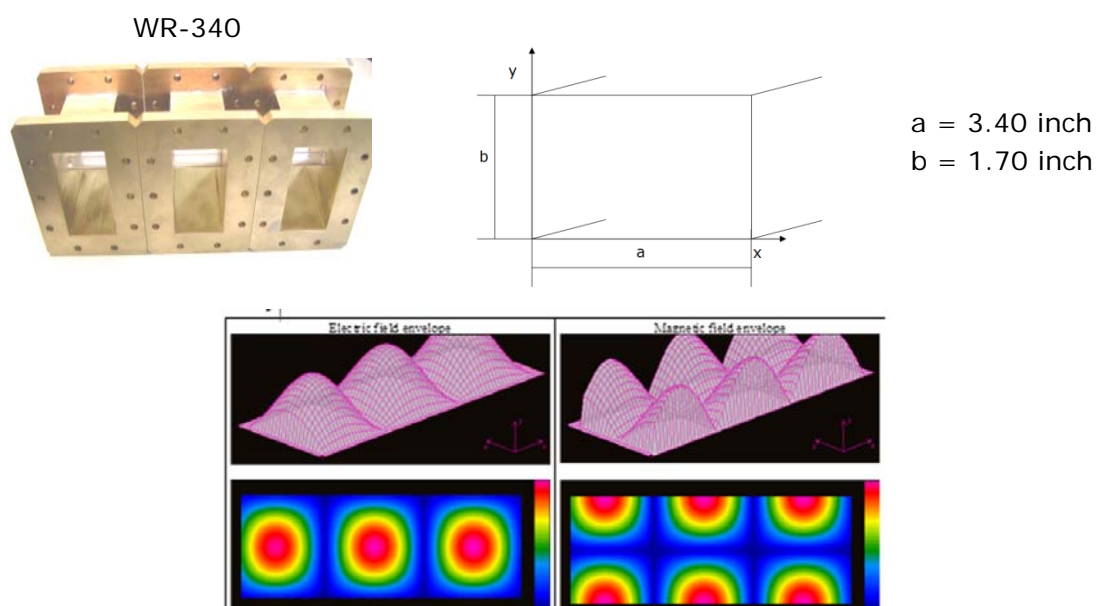 WR-340
y
b
a
x
a = 3.40 inch
b = 1.70 inch
Electric field envelope
Magnetic field envelope